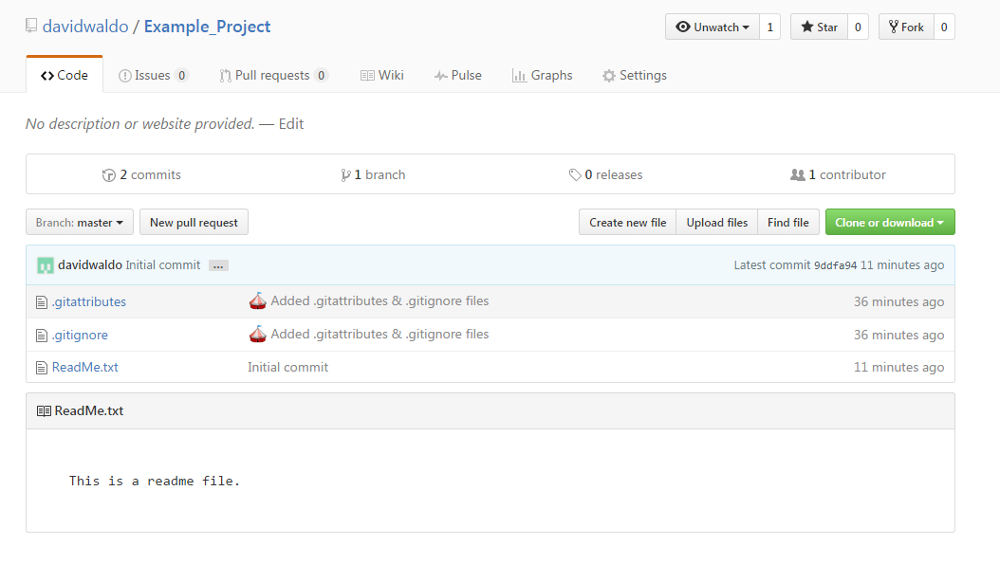 davidwaldo / Example_Project Unwatch 1 Star 0 Fork 0
Code Issues 0 Pull requests 0 Wiki Pulse Graphs Settings
No description or website provided. — Edit
2 commits 1 branch 0 releases 1 contributor
Branch: master New pull request Create new file Upload files Find file Clone or download
davidwaldo Initial commit ... Latest commit 9ddfa94 11 minutes ago
.gitattributes Added .gitattributes & .gitignore files 36 minutes ago
.gitignore Added .gitattributes & .gitignore files 36 minutes ago
ReadMe.txt Initial commit 11 minutes ago
ReadMe.txt
This is a readme file.